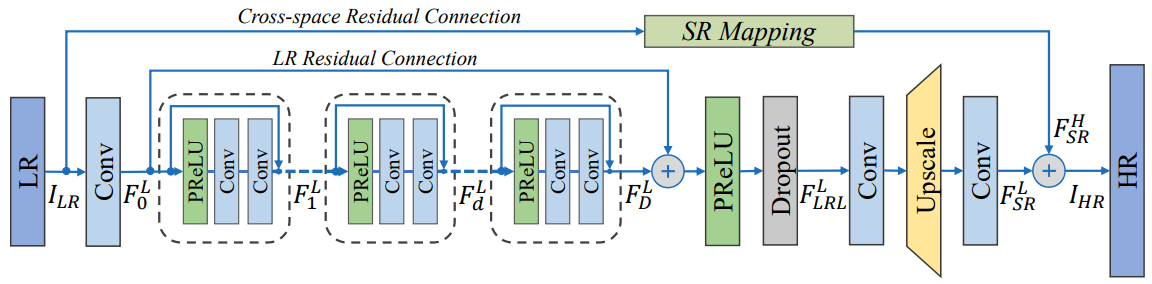 Cross-space Residual Connection
SR Mapping
LR Residual Connection
LR
I_{LR}
Conv
F_0^L
PReLU
Conv
Conv
F_1^L
PReLU
Conv
Conv
F_d^L
PReLU
Conv
Conv
F_D^L
+
PReLU
Dropout
F_{LRL}^L
Conv
Upscale
Conv
F_{SR}^L
F_{SR}^H
+
I_{HR}
HR